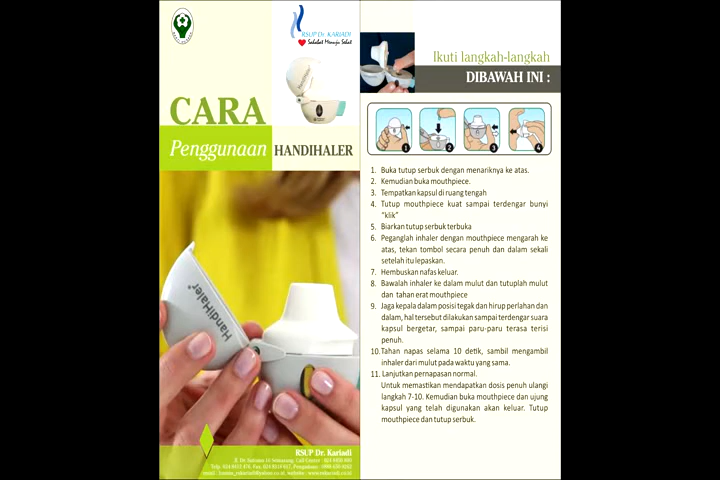 RSUP Dr. KARIADI
Sahabat Menuju Sehat
CARA
Penggunaan HANDIHALER
HandiHaler
RSUP Dr. Kariadi
Ikuti langkah-langkah
DIBAWAH INI :
1 2 3 4
1. Buka tutup serbuk dengan menariknya ke atas.
2. Kemudian buka mouthpiece.
3. Tempatkan kapsul di ruang tengah
4. Tutup mouthpiece kuat sampai terdengar bunyi
“klik”
5. Biarkan tutup serbuk terbuka
6. Peganglah inhaler dengan mouthpiece mengarah ke
atas, tekan tombol secara penuh dan dalam sekali
setelah itu lepaskan.
7. Hembuskan nafas keluar.
8. Bawalah inhaler ke dalam mulut dan tutuplah mulut
dan tahan erat mouthpiece
9. Jaga kepala dalam posisi tegak dan hirup perlahan dan
dalam, hal tersebut dilakukan sampai terdengar suara
kapsul bergetar, sampai paru-paru terasa terisi
penuh.
10. Tahan napas selama 10 detik, sambil mengambil
inhaler dari mulut pada waktu yang sama.
11. Lanjutkan pernapasan normal.
Untuk memastikan mendapatkan dosis penuh ulangi
langkah 7-10. Kemudian buka mouthpiece dan ujung
kapsul yang telah digunakan akan keluar. Tutup
mouthpiece dan tutup serbuk.